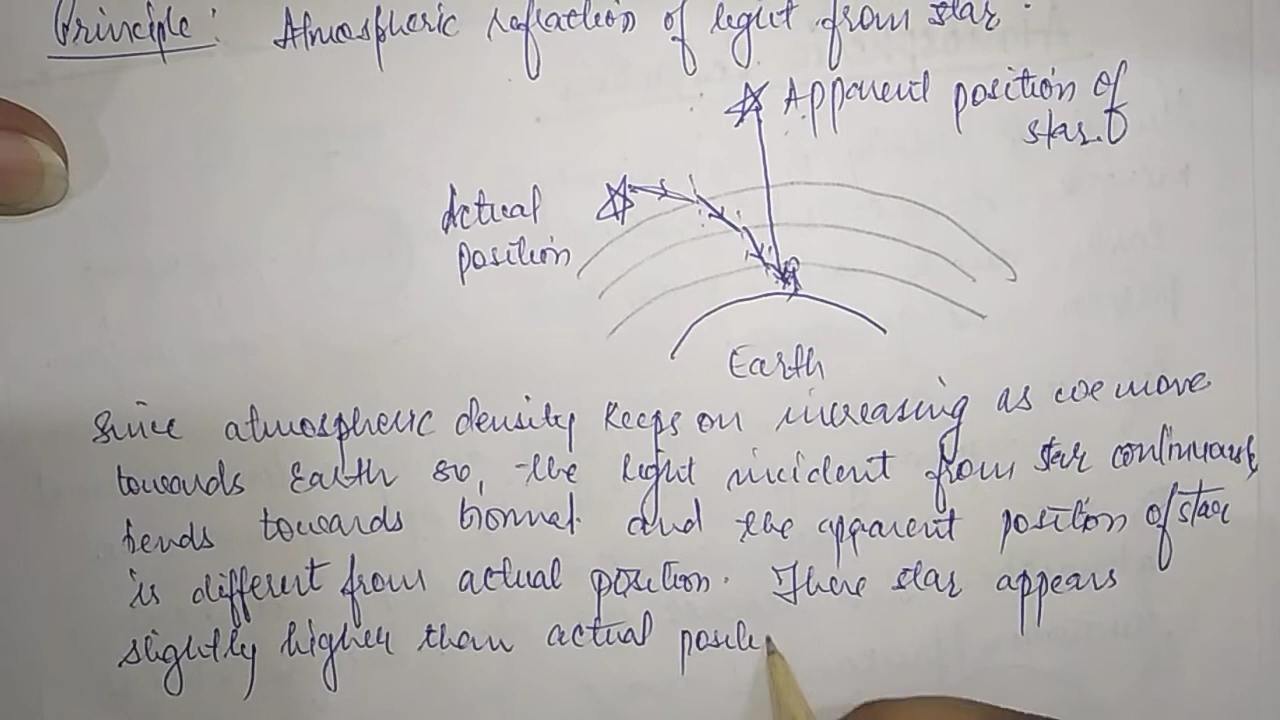 Principle: Atmospheric refraction of light from star.
Apparent position of
star.
Actual
position
Earth
Since atmospheric density keeps on increasing as we move
towards Earth so, the light incident from star continuously
bends towards normal and the apparent position of star
is different from actual position. There star appears
slightly higher than actual posit